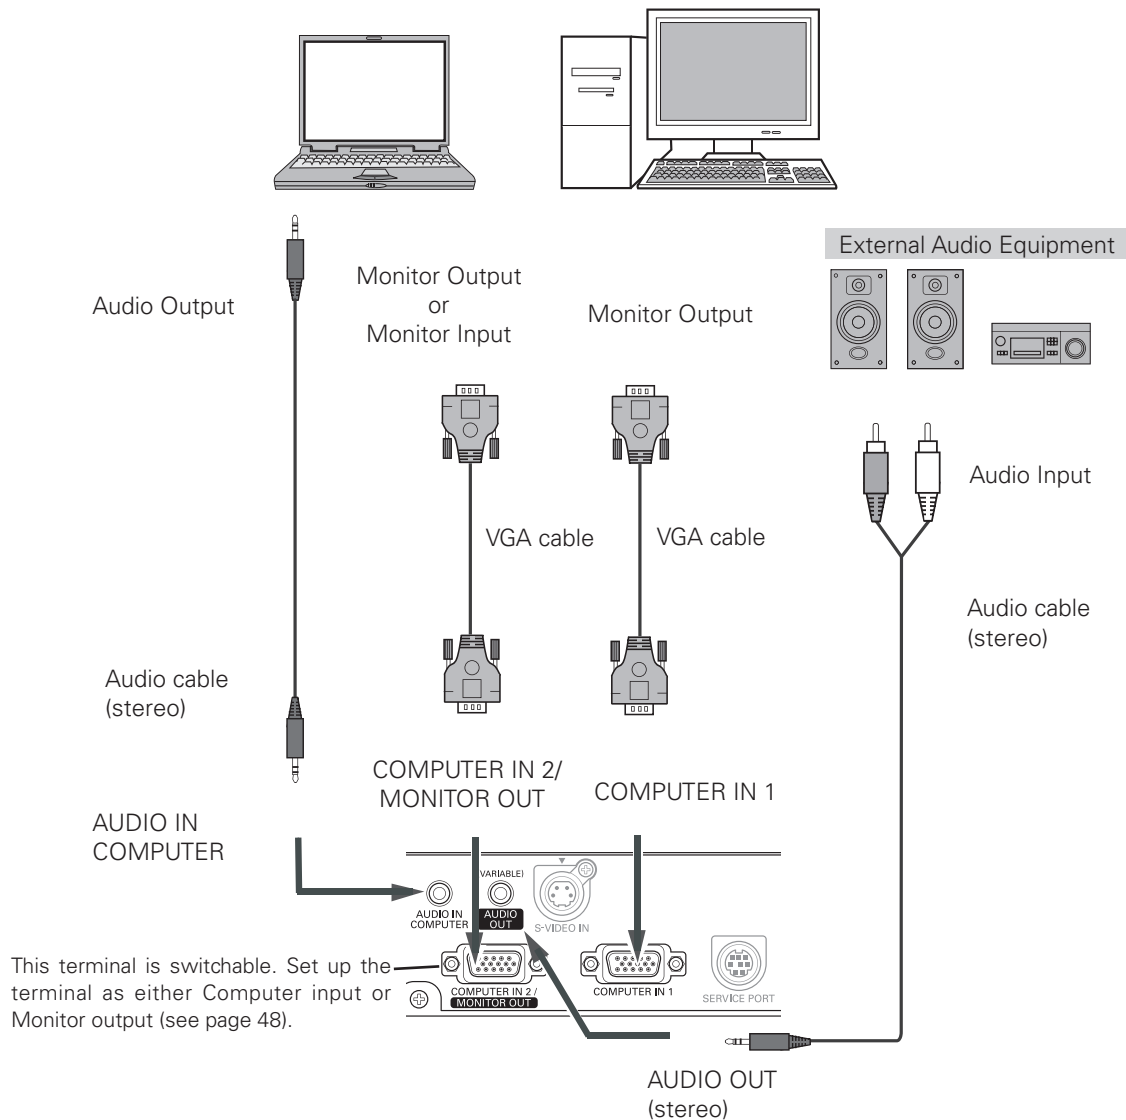 External Audio Equipment
Audio Output
Monitor Output
or
Monitor Input
Monitor Output
Audio Input
VGA cable
VGA cable
Audio cable
(stereo)
Audio cable
(stereo)
COMPUTER IN 2/
MONITOR OUT
COMPUTER IN 1
AUDIO IN
COMPUTER
VARIABLE)
AUDIO IN
COMPUTER
AUDIO
OUT
S-VIDEO IN
This terminal is switchable. Set up the
terminal as either Computer input or
Monitor output (see page 48).
COMPUTER IN 2 /
MONITOR OUT
COMPUTER IN 1
SERVICE PORT
AUDIO OUT
(stereo)